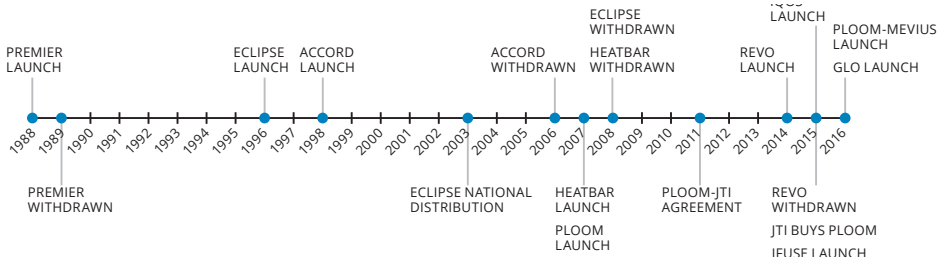 IQOS
LAUNCH
ECLIPSE
WITHDRAWN
PLOOM-MEVIUS
LAUNCH
PREMIER
LAUNCH
ECLIPSE
LAUNCH
ACCORD
LAUNCH
ACCORD
WITHDRAWN
HEATBAR
WITHDRAWN
REVO
LAUNCH
GLO LAUNCH
1988 1989 1990 1991 1992 1993 1994 1995 1996 1997 1998 1999 2000 2001 2002 2003 2004 2005 2006 2007 2008 2009 2010 2011 2012 2013 2014 2015 2016
PREMIER
WITHDRAWN
ECLIPSE NATIONAL
DISTRIBUTION
HEATBAR
LAUNCH
PLOOM
LAUNCH
PLOOM-JTI
AGREEMENT
REVO
WITHDRAWN
JTI BUYS PLOOM
IFUSE LAUNCH